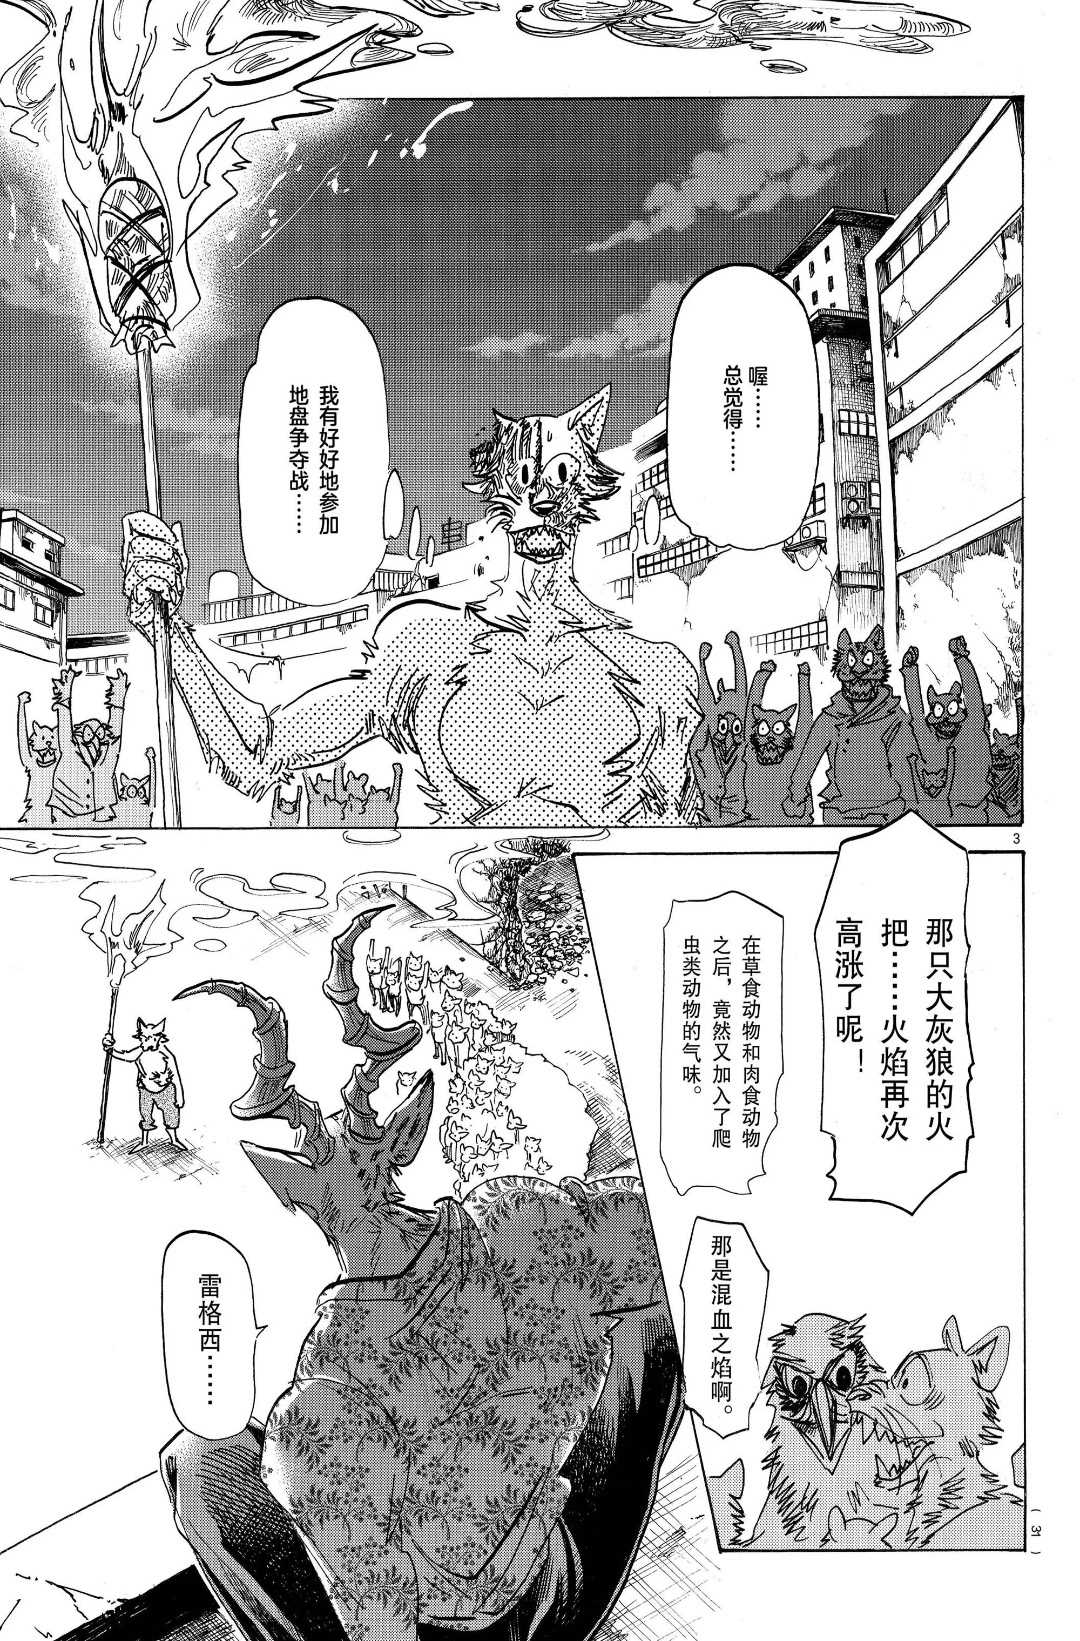 喔……
总觉得……
我有好好地参加
地盘争夺战……
串
3
那只大灰狼的火
把……火焰再次
高涨了呢！
在草食动物和肉食动物
之后，竟然又加入了爬
虫类动物的气味。
那是混血之焰啊。
雷格西……
(31)